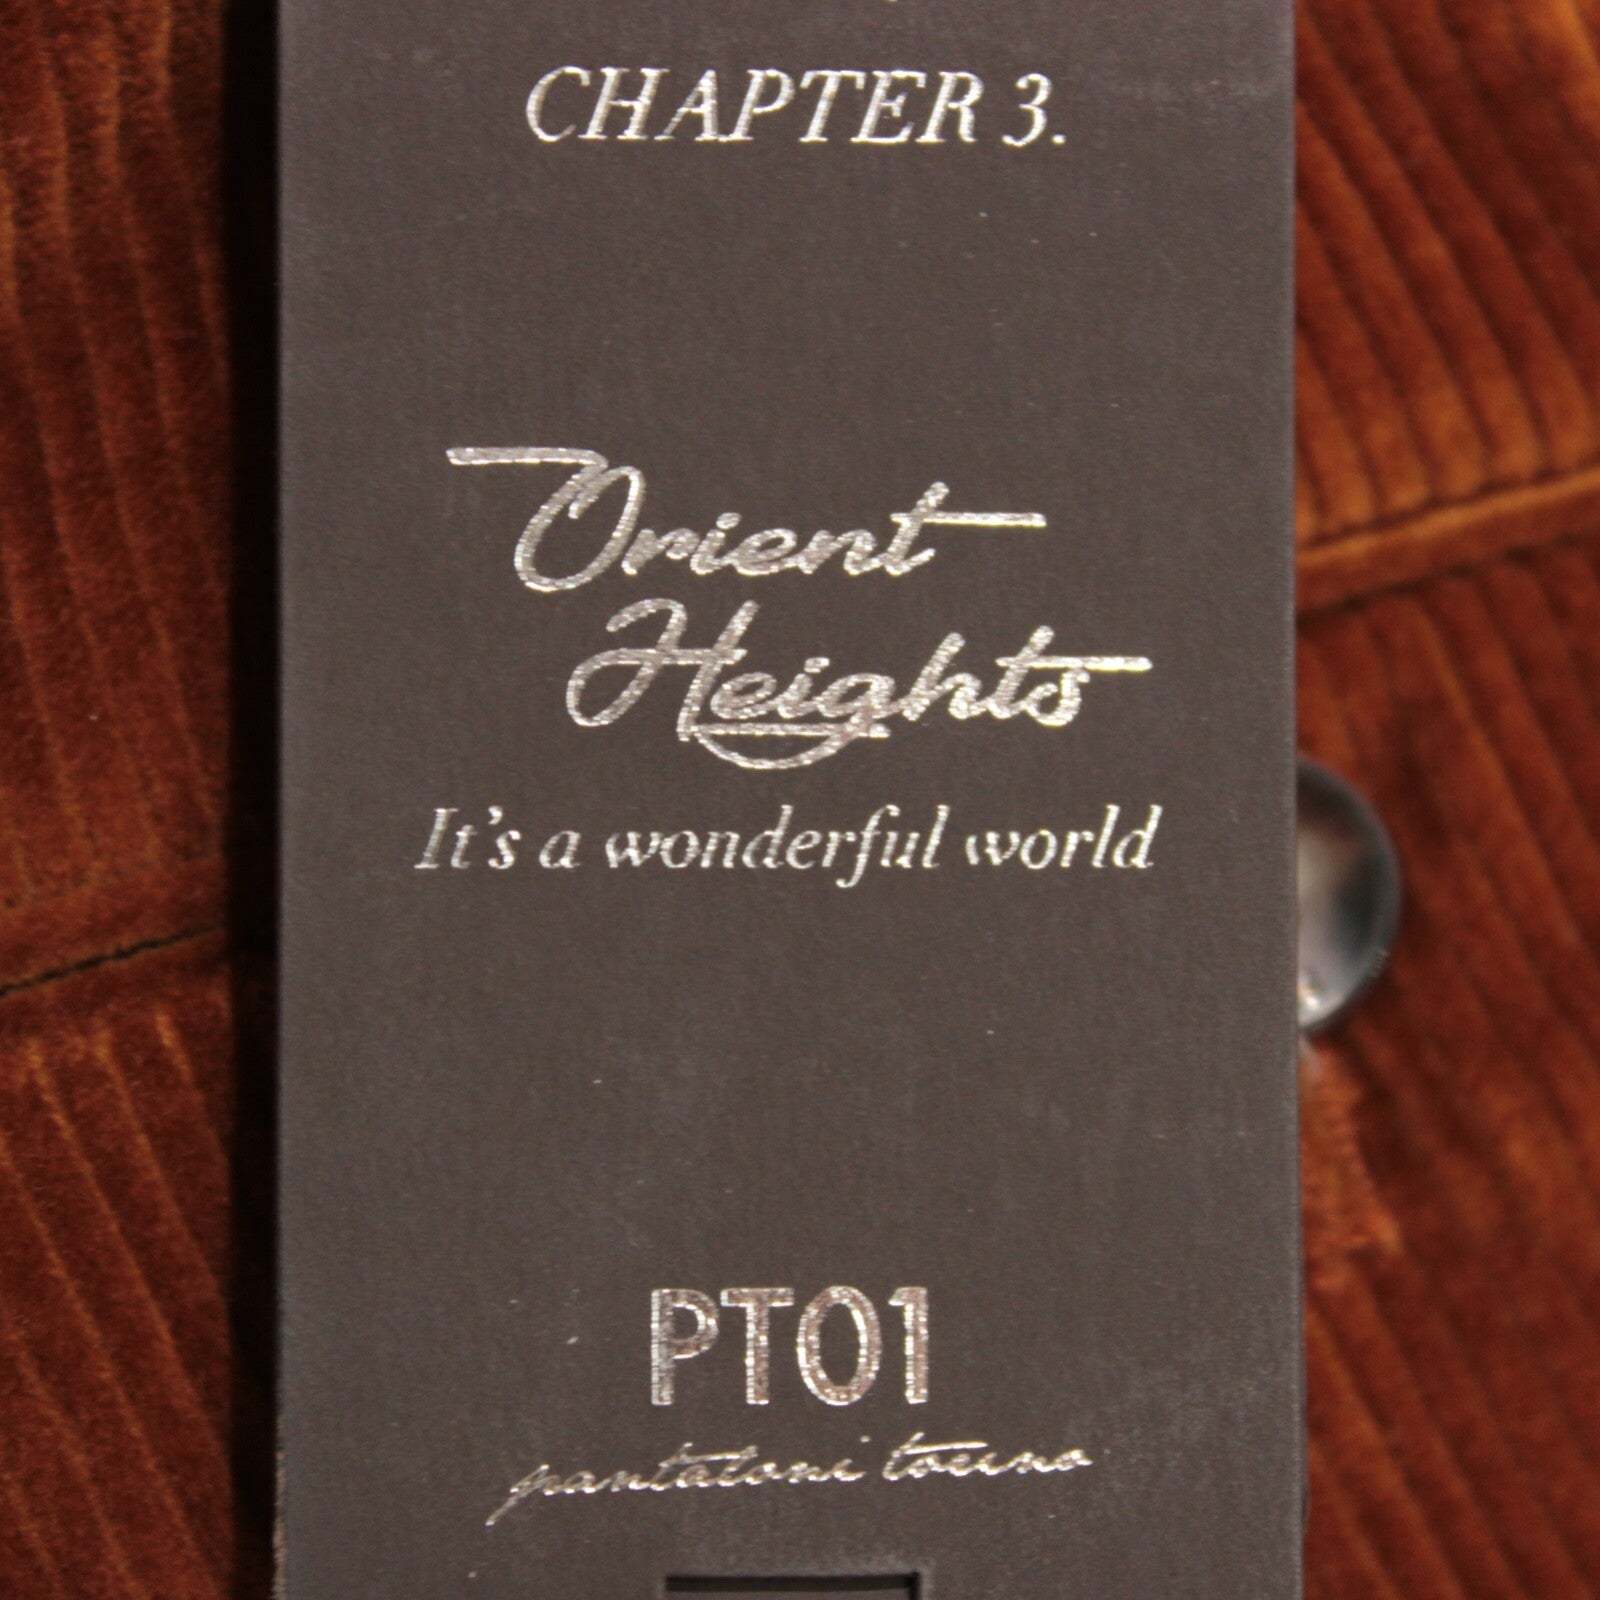 CHAPTER 3.
Orient
Heights
It's a wonderful world
PT01
pantaloni torino